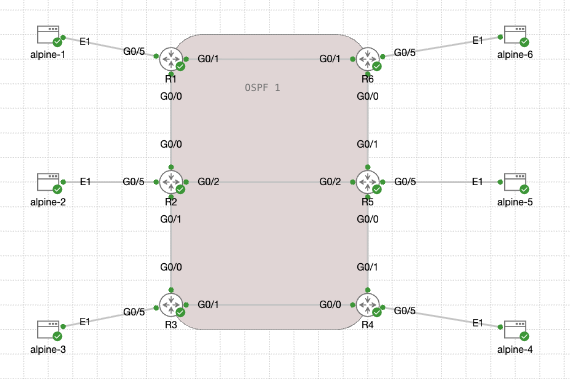 alpine-1
E1
G0/5
R1
G0/1
G0/1
R6
G0/5
E1
alpine-6
G0/0
OSPF 1
G0/0
G0/0
G0/1
alpine-2
E1
G0/5
R2
G0/2
G0/2
R5
G0/5
E1
alpine-5
G0/1
G0/0
G0/0
G0/1
alpine-3
E1
G0/5
R3
G0/1
G0/0
R4
G0/5
E1
alpine-4